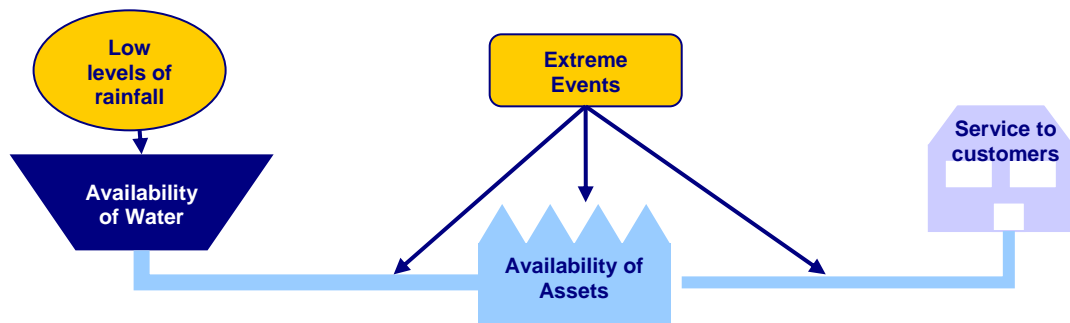 Low
levels of
rainfall
Extreme
Events
Service to
customers
Availability
of Water
Availability of
Assets